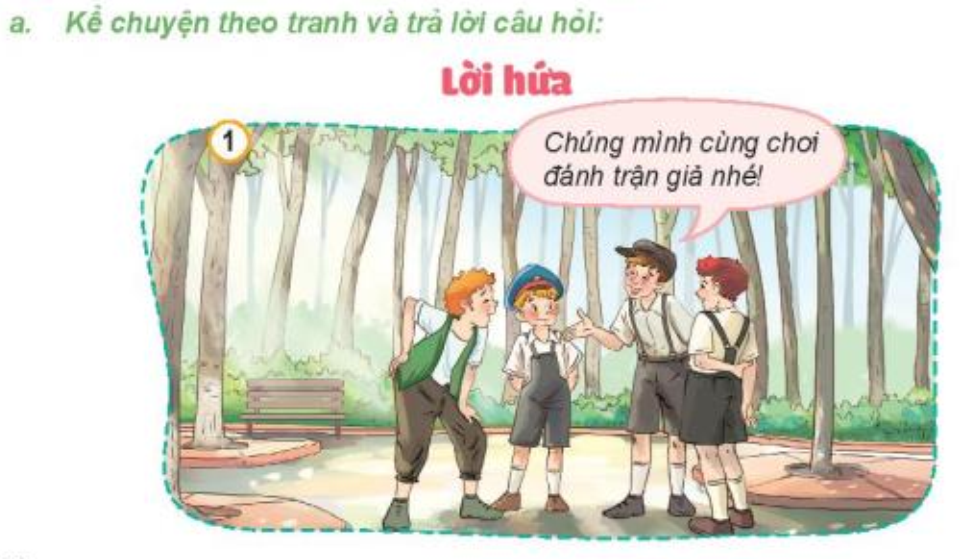 a. Kể chuyện theo tranh và trả lời câu hỏi:
Lời hứa
1
Chúng mình cùng chơi
đánh trận giả nhé!